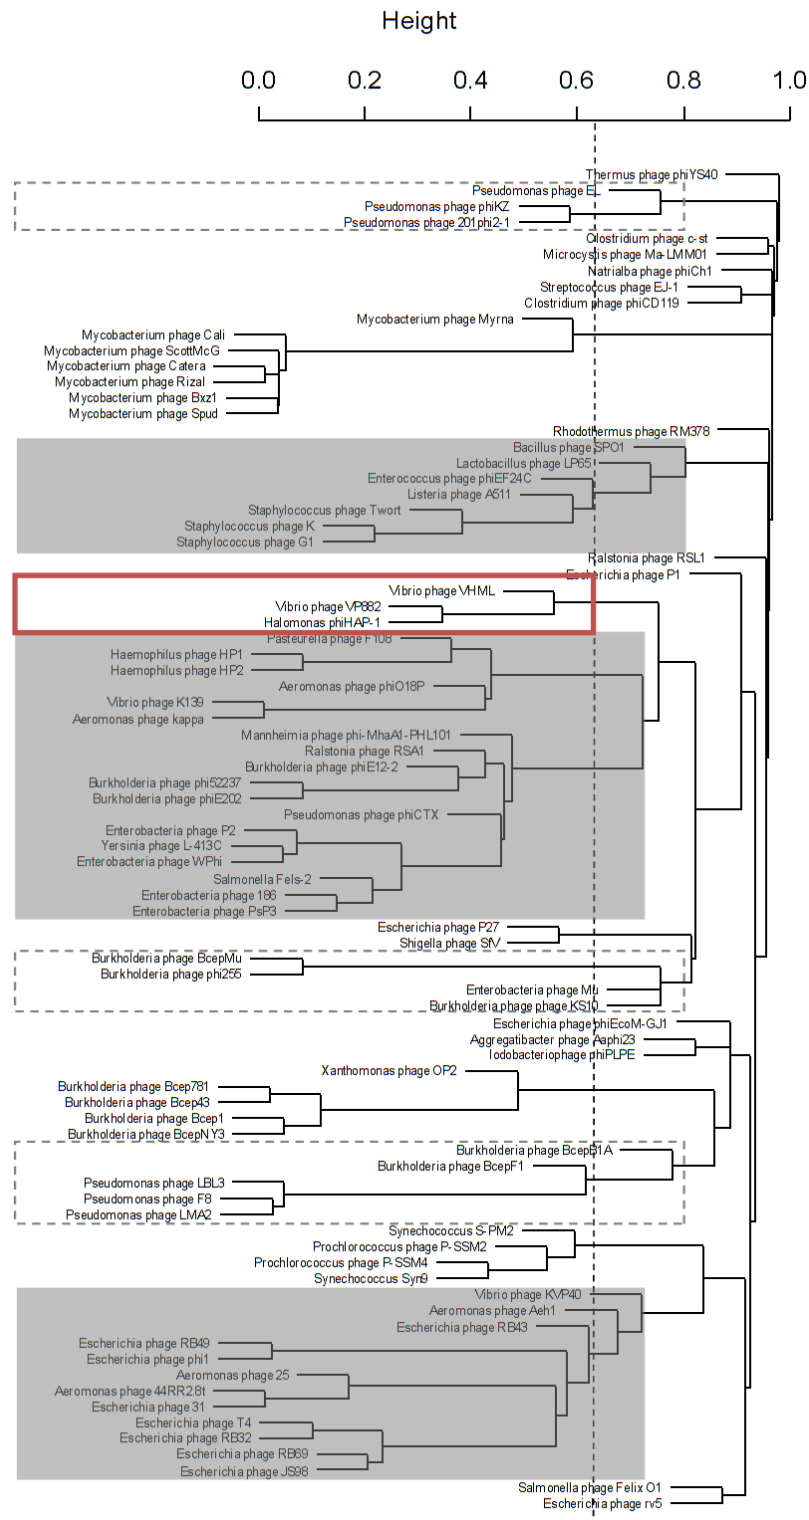 Height
0.0 0.2 0.4 0.6 0.8 1.0
Thermus phage phiYS40
Pseudomonas phage EL
Pseudomonas phage phiKZ
Pseudomonas phage 201phi2-1
Clostridium phage c-st
Microcystis phage Ma-LMM01
Natrialba phage phiCh1
Streptococcus phage EJ-1
Clostridium phage phiCD119
Mycobacterium phage Myrna
Mycobacterium phage Cali
Mycobacterium phage ScottMcG
Mycobacterium phage Catera
Mycobacterium phage Rizal
Mycobacterium phage Bxz1
Mycobacterium phage Spud
Rhodothermus phage RM378
Bacillus phage SPO1
Lactobacillus phage LP65
Enterococcus phage phiEF24C
Listeria phage A511
Staphylococcus phage Twort
Staphylococcus phage K
Staphylococcus phage G1
Ralstonia phage RSL1
Escherichia phage P1
Vibrio phage VHML
Vibrio phage VP882
Halomonas phiHAP-1
Pasteurella phage F108
Haemophilus phage HP1
Haemophilus phage HP2
Aeromonas phage phiO18P
Vibrio phage K139
Aeromonas phage kappa
Mannheimia phage phi-MhaA1-PHL101
Ralstonia phage RSA1
Burkholderia phage phiE12-2
Burkholderia phage phi52237
Burkholderia phage phiE202
Pseudomonas phage phiCTX
Enterobacteria phage P2
Yersinia phage L-413C
Enterobacteria phage WPhi
Salmonella Fels-2
Enterobacteria phage 186
Enterobacteria phage PsP3
Escherichia phage P27
Shigella phage SfV
Burkholderia phage BcepMu
Burkholderia phage phi255
Enterobacteria phage Mu
Burkholderia phage phage KS10
Escherichia phage phiEcoM-GJ1
Aggregatibacter phage Aaphi23
Iodobacteriophage phiPLPE
Xanthomonas phage OP2
Burkholderia phage Bcep781
Burkholderia phage Bcep43
Burkholderia phage Bcep1
Burkholderia phage BcepNY3
Burkholderia phage BcepB1A
Burkholderia phage BcepF1
Pseudomonas phage LBL3
Pseudomonas phage F8
Pseudomonas phage LMA2
Synechococcus S-PM2
Prochlorococcus phage P-SSM2
Prochlorococcus phage P-SSM4
Synechococcus Syn9
Vibrio phage KVP40
Aeromonas phage Aeh1
Escherichia phage RB43
Escherichia phage RB49
Escherichia phage phi1
Aeromonas phage 25
Aeromonas phage 44RR2.8t
Escherichia phage 31
Escherichia phage T4
Escherichia phage RB32
Escherichia phage RB69
Escherichia phage JS98
Salmonella phage Felix O1
Escherichia phage rv5